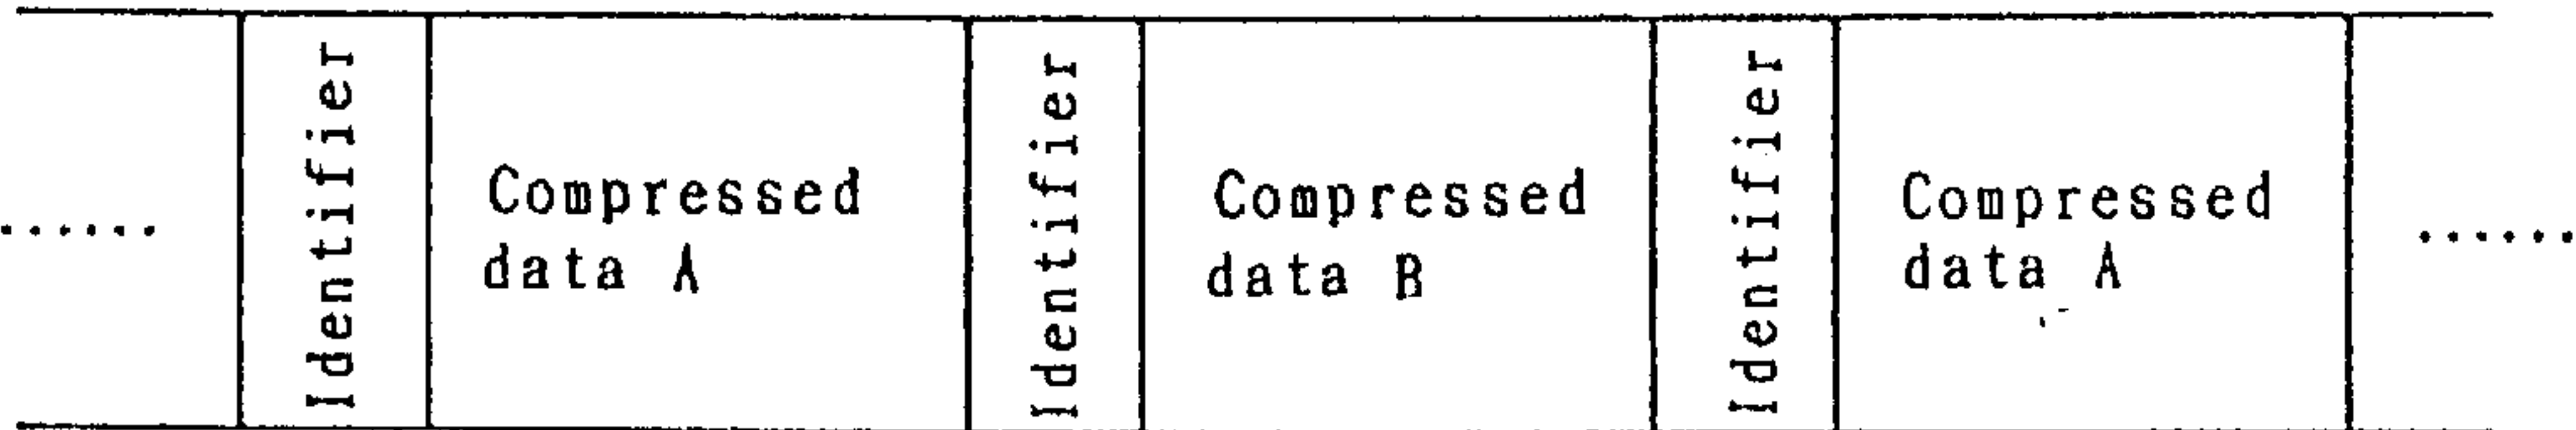 ......
Identifier
Compressed
data A
Identifier
Compressed
data B
Identifier
Compressed
data A
......